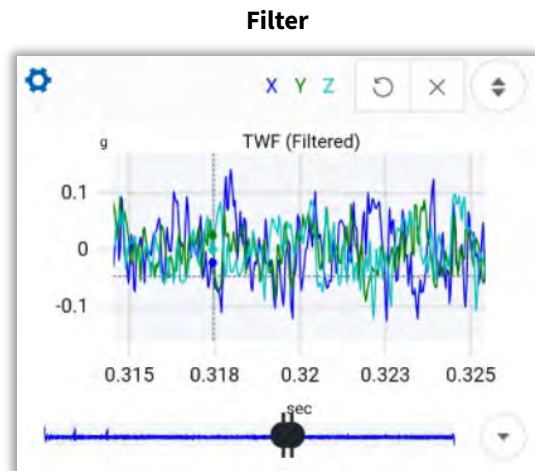 Filter
X Y Z
g
TWF (Filtered)
0.1
0
-0.1
0.315 0.318 0.32 0.323 0.325
sec